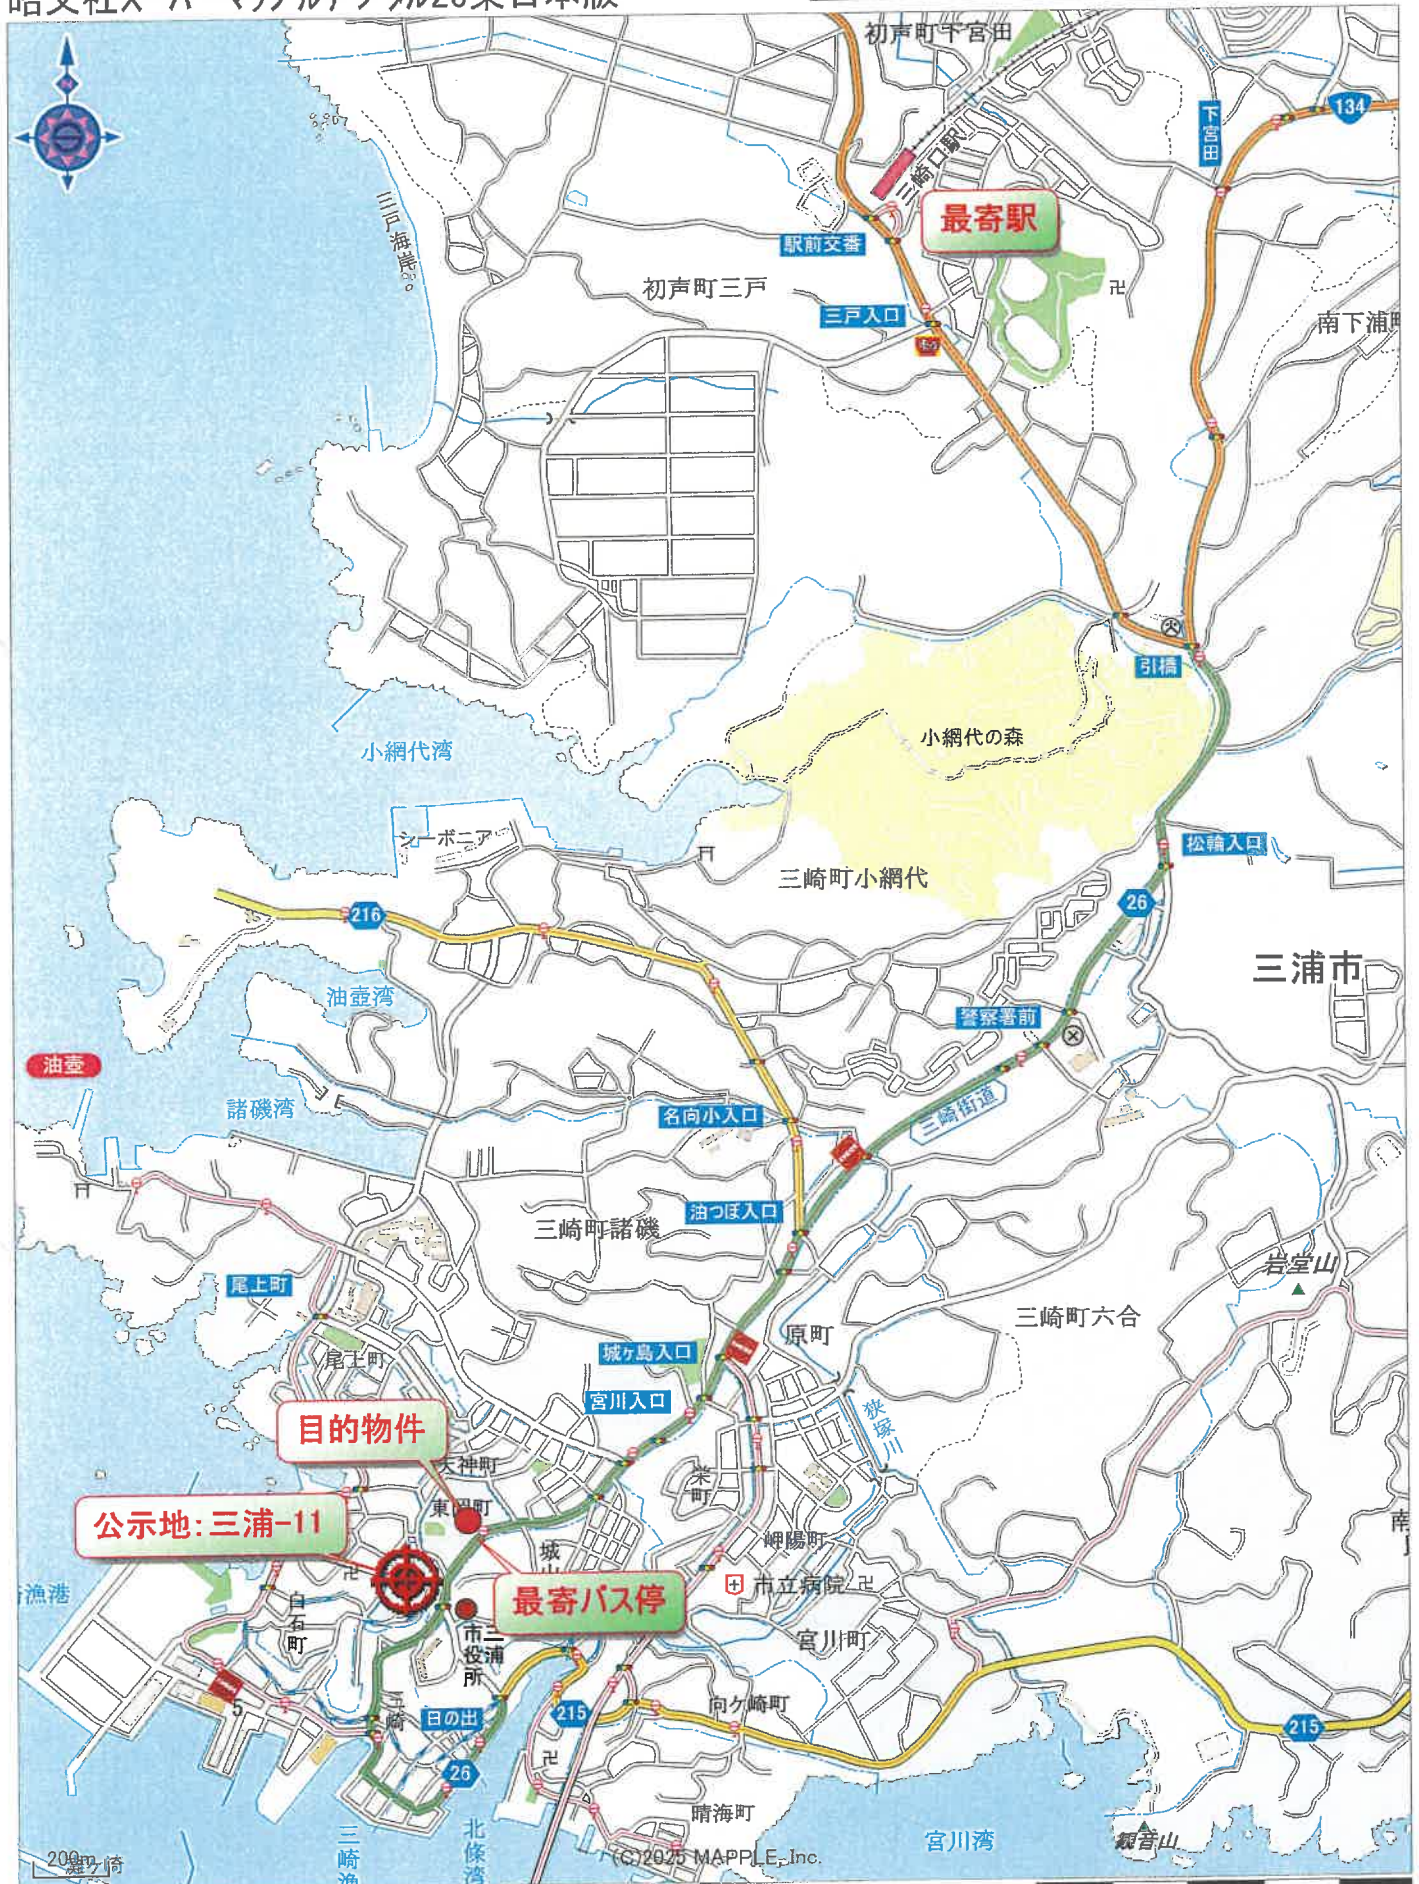 初声町下宮田
134
下宮田
三崎口駅
最寄駅
三戸海岸
駅前交番
初声町三戸
三戸入口
南下浦町
引橋
小網代の森
小網代湾
シーボニア
松輪入口
三崎町小網代
216
26
三浦市
油壺湾
警察署前
油壺
諸磯湾
名向小入口
三崎街道
油つぼ入口
三崎町諸磯
岩堂山
尾上町
三崎町六合
原町
城ヶ島入口
尾上町
宮川入口
狭塚川
目的物件
天神町
栄町
東岡町
公示地:三浦-11
岬陽町
城山
南
市立病院
最寄バス停
漁港
白石町
三浦市役所
宮川町
5
日の出
215
向ケ崎町
215
26
晴海町
宮川湾
観音山
三崎漁
北條湾
200m
(C)2025 MAPPLE,Inc.